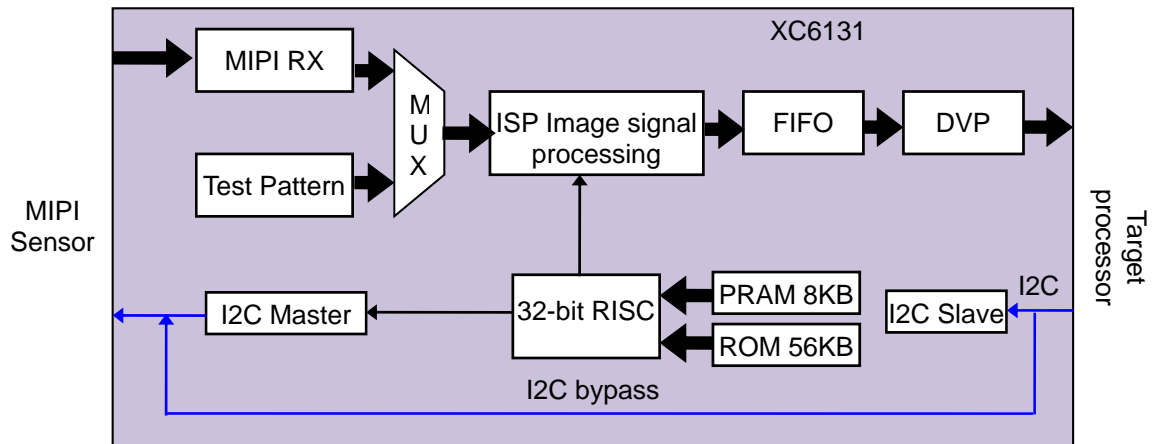 XC6131
MIPI RX
MUX
ISP Image signal
processing
FIFO
DVP
Test Pattern
MIPI
Sensor
Target
processor
I2C Master
32-bit RISC
PRAM 8KB
ROM 56KB
I2C
I2C Slave
I2C bypass